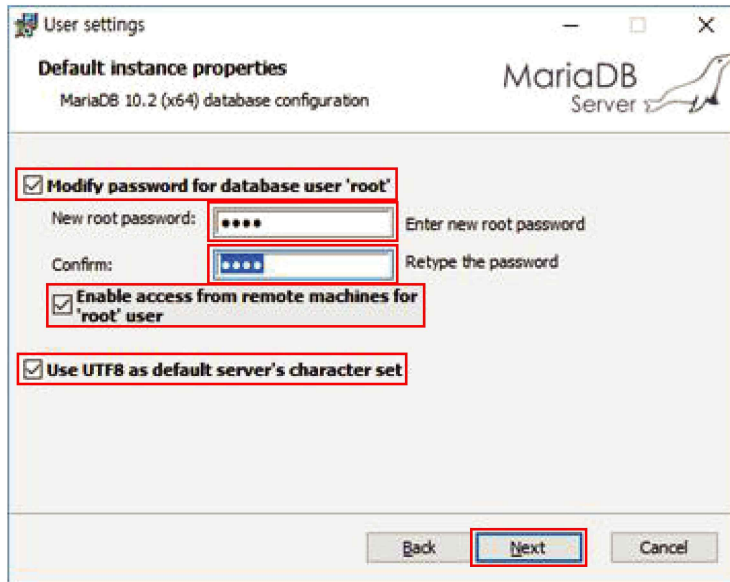 User settings
Default instance properties
MariaDB 10.2 (x64) database configuration
MariaDB
Server
Modify password for database user 'root'
New root password: ●●●● Enter new root password
Confirm: ●●●● Retype the password
Enable access from remote machines for
'root' user
Use UTF8 as default server's character set
Back Next Cancel